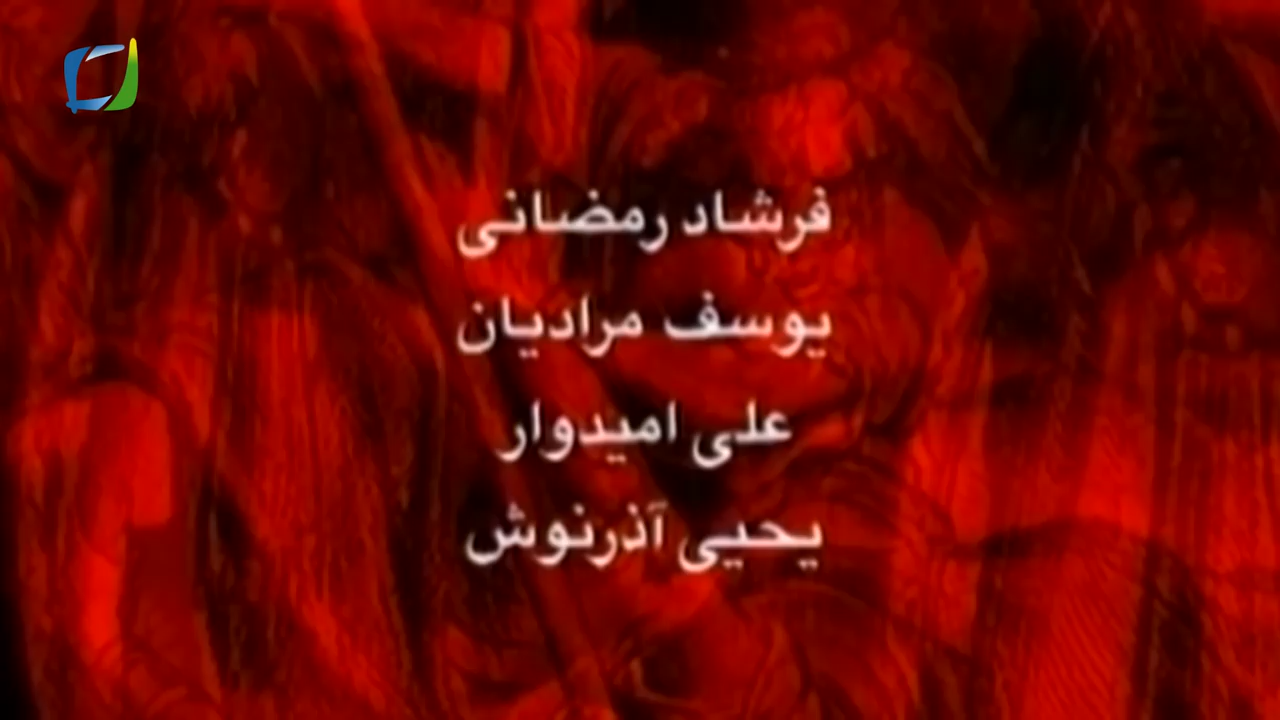 فرشاد رمضانی
یوسف مرادیان
علی امیدوار
یحیی آذرنوش